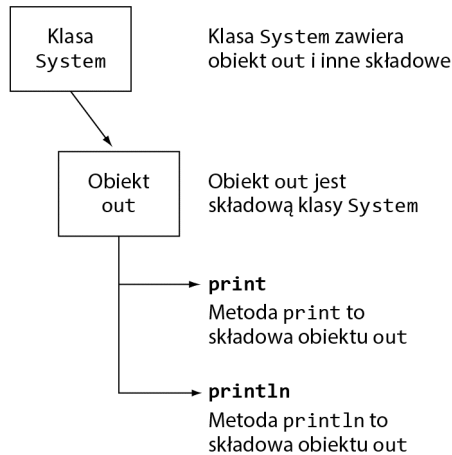 Klasa
System
Klasa System zawiera
obiekt out i inne składowe
Obiekt
out
Obiekt out jest
składową klasy System
print
Metoda print to
składowa obiektu out
println
Metoda println to
składowa obiektu out